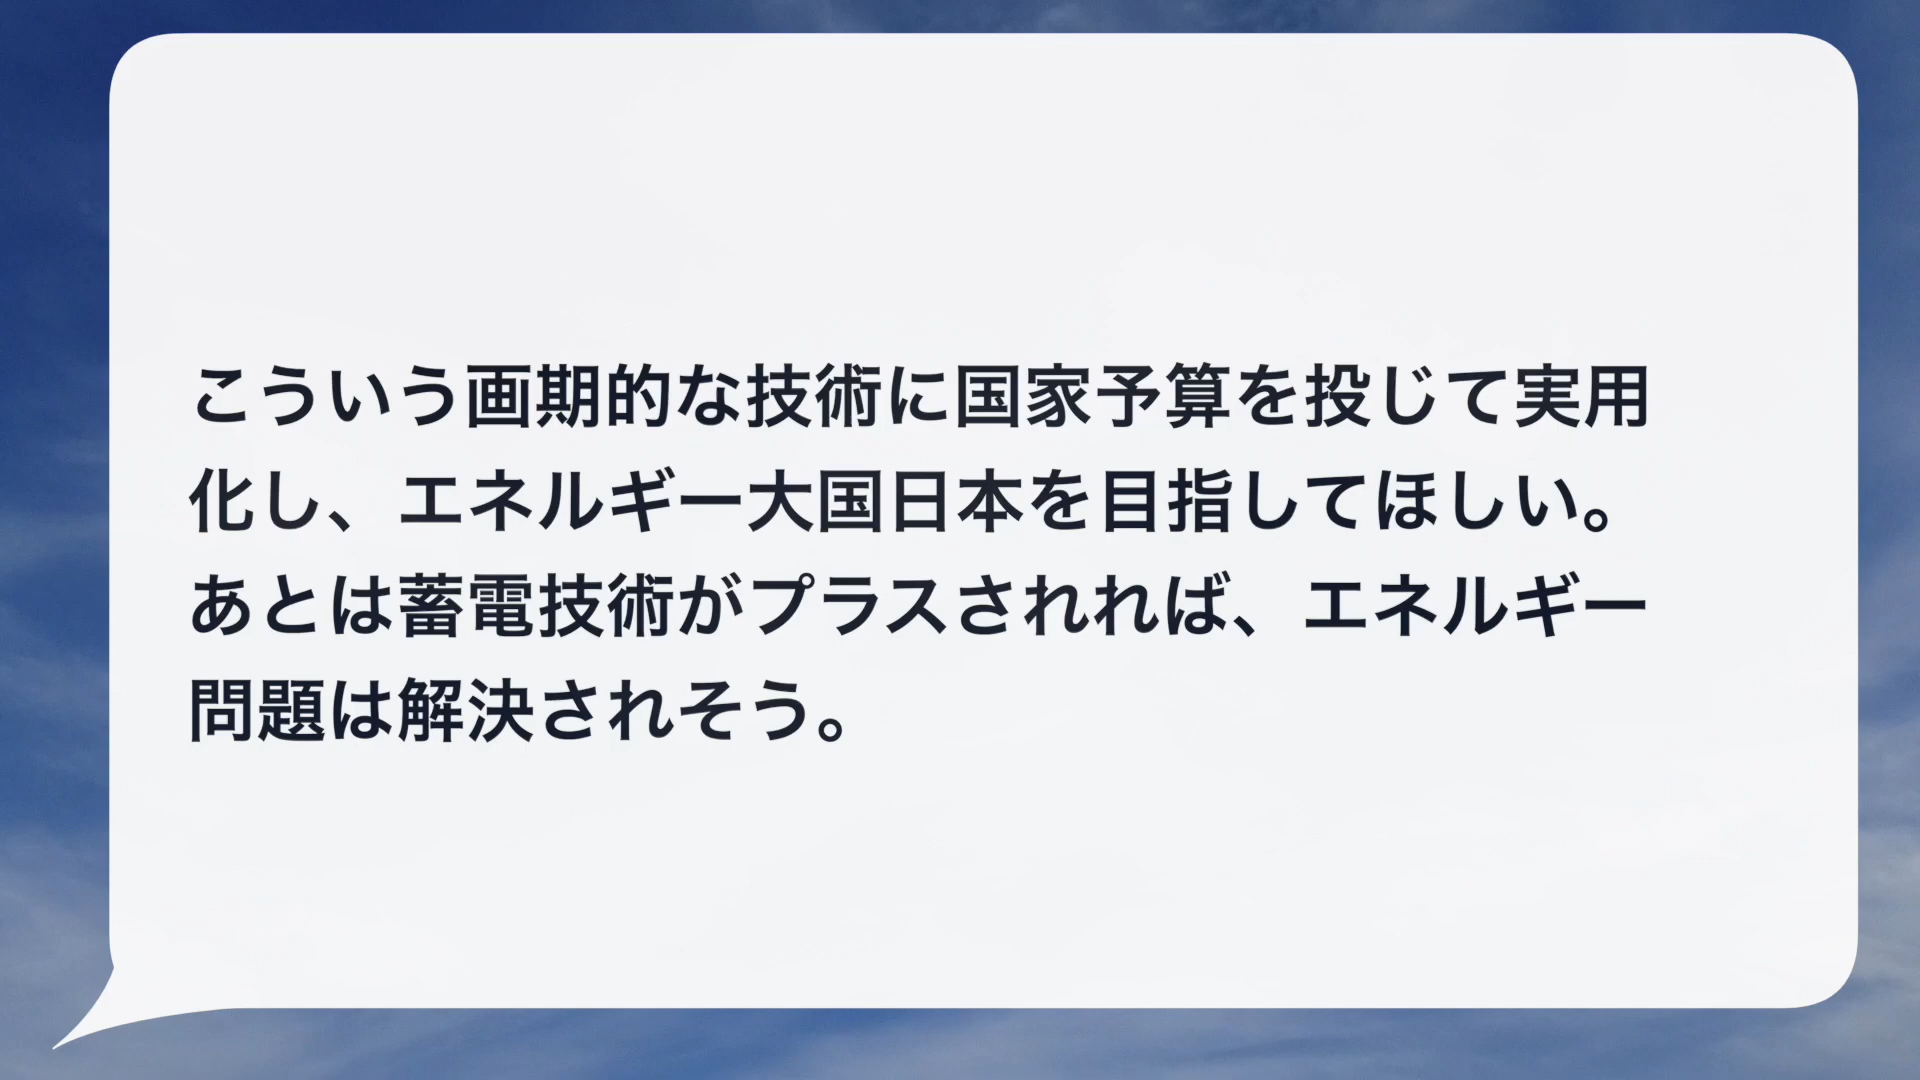 こういう画期的な技術に国家予算を投じて実用
化し、エネルギー大国日本を目指してほしい。
あとは蓄電技術がプラスされれば、エネルギー
問題は解決されそう。